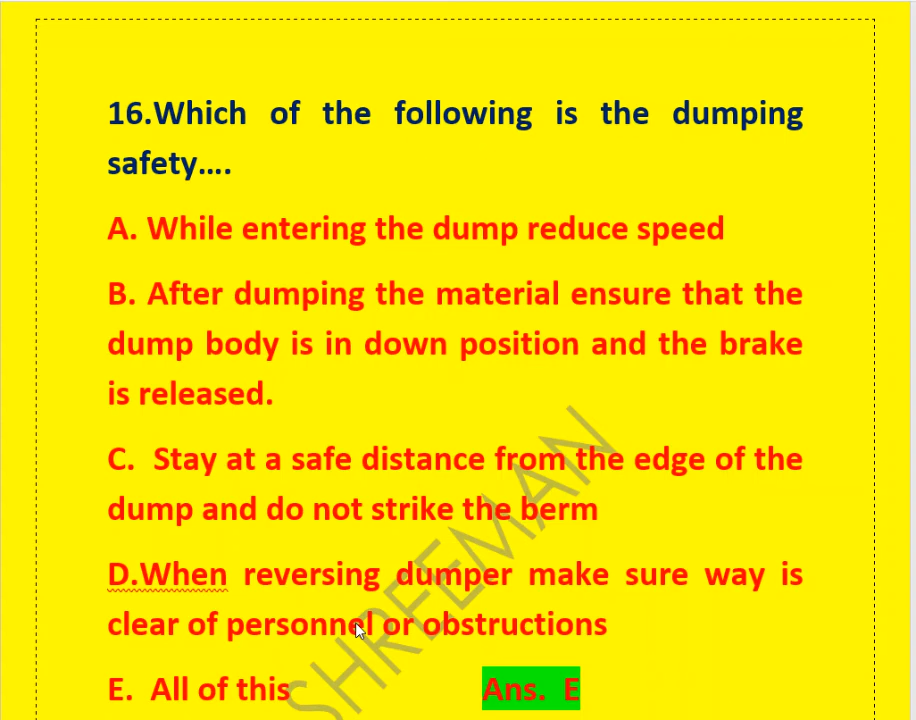 16.Which of the following is the dumping
safety....
A. While entering the dump reduce speed
B. After dumping the material ensure that the
dump body is in down position and the brake
is released.
C. Stay at a safe distance from the edge of the
dump and do not strike the berm
D.When reversing dumper make sure way is
clear of personnel or obstructions
E. All of this Ans. E
SHREEMAN